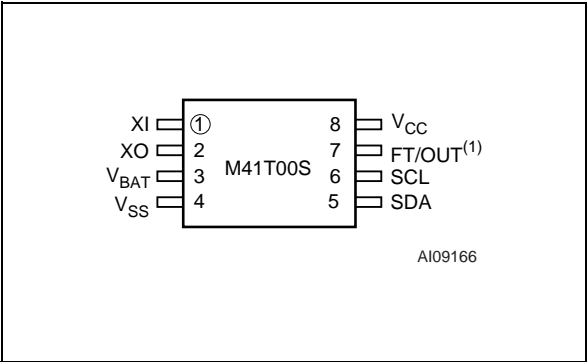 XI ① 8 VCC
XO 2 7 FT/OUT(1)
VBAT 3 M41T00S 6 SCL
VSS 4 5 SDA
AI09166